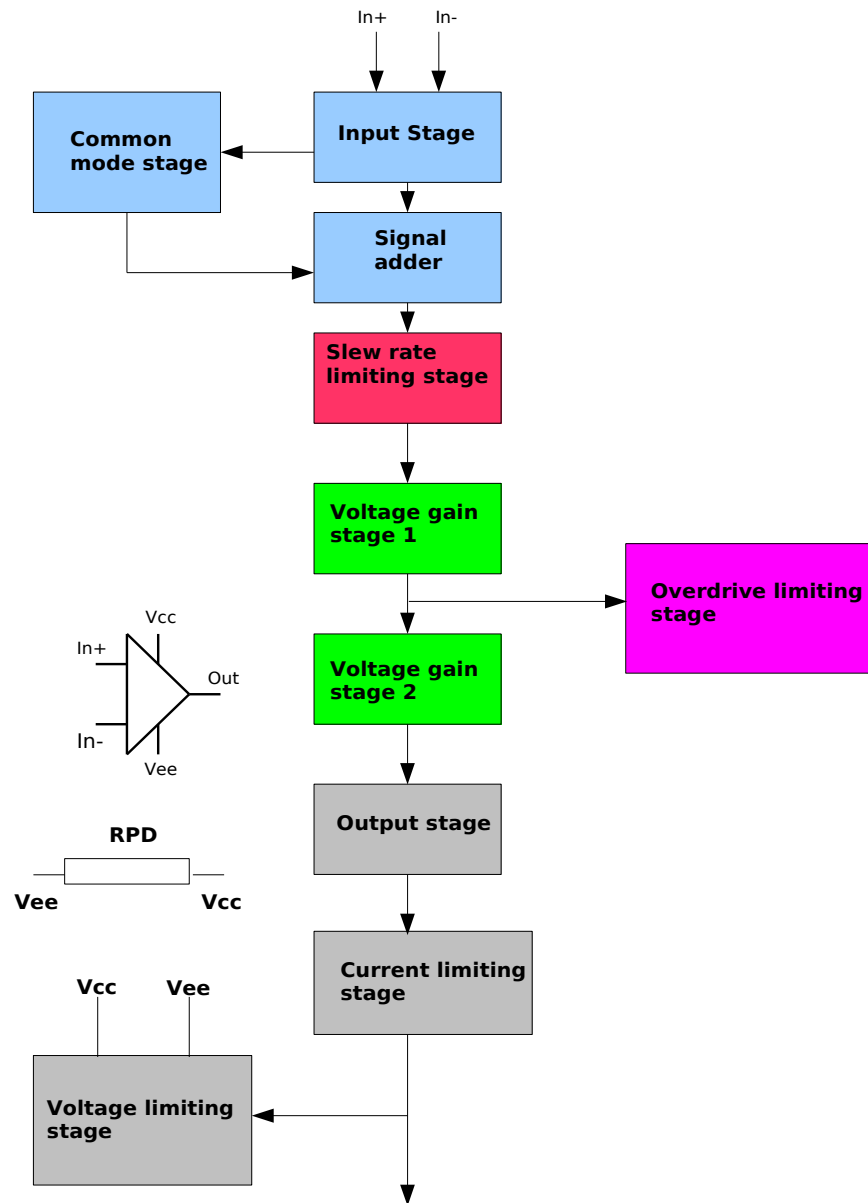 In+
In-
Input Stage
Common
mode stage
Signal
adder
Slew rate
limiting stage
Voltage gain
stage 1
Overdrive limiting
stage
Vcc
In+
Out
In-
Vee
Voltage gain
stage 2
Output stage
RPD
Vee
Vcc
Current limiting
stage
Vcc
Vee
Voltage limiting
stage